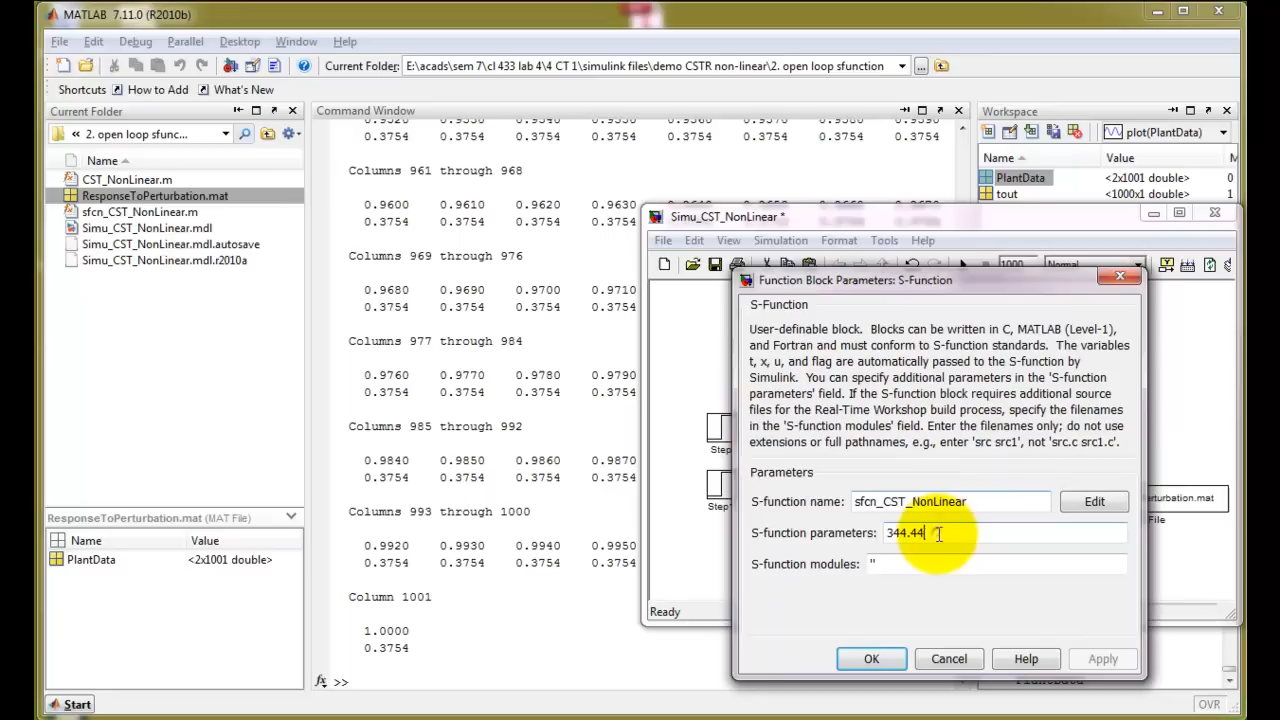 MATLAB 7.11.0 (R2010b)
File Edit Debug Parallel Desktop Window Help
Current Folder: E:\acads\sem 7\cl 433 lab 4\4 CT 1\simulink files\demo CSTR non-linear\2. open loop sfunction
Shortcuts How to Add What's New
Current Folder
« 2. open loop sfunc...
Name
CST_NonLinear.m
ResponseToPerturbation.mat
sfcn_CST_NonLinear.m
Simu_CST_NonLinear.mdl
Simu_CST_NonLinear.mdl.autosave
Simu_CST_NonLinear.mdl.r2010a
ResponseToPerturbation.mat (MAT File)
Name Value
PlantData <2x1001 double>
Start
Command Window
0.3754 0.3754 0.3754 0.3754 0.3754 0.3754 0.3754 0.3754
Columns 961 through 968
0.9600 0.9610 0.9620 0.9630
0.3754 0.3754 0.3754 0.3754
Columns 969 through 976
0.9680 0.9690 0.9700 0.9710
0.3754 0.3754 0.3754 0.3754
Columns 977 through 984
0.9760 0.9770 0.9780 0.9790
0.3754 0.3754 0.3754 0.3754
Columns 985 through 992
0.9840 0.9850 0.9860 0.9870
0.3754 0.3754 0.3754 0.3754
Columns 993 through 1000
0.9920 0.9930 0.9940 0.9950
0.3754 0.3754 0.3754 0.3754
Column 1001
1.0000
0.3754
fx >>
Workspace
plot(PlantData)
Name Value M
PlantData <2x1001 double> 0
tout <1000x1 double> 1
Simu_CST_NonLinear *
File Edit View Simulation Format Tools Help
1000 Normal
Step
Step
urbation.mat
File
Ready
Function Block Parameters: S-Function
S-Function
User-definable block. Blocks can be written in C, MATLAB (Level-1),
and Fortran and must conform to S-function standards. The variables
t, x, u, and flag are automatically passed to the S-function by
Simulink. You can specify additional parameters in the 'S-function
parameters' field. If the S-function block requires additional source
files for the Real-Time Workshop build process, specify the filenames
in the 'S-function modules' field. Enter the filenames only; do not use
extensions or full pathnames, e.g., enter 'src src1', not 'src.c src1.c'.
Parameters
S-function name: sfcn_CST_NonLinear Edit
S-function parameters: 344.44
S-function modules: ''
OK Cancel Help Apply
OVR